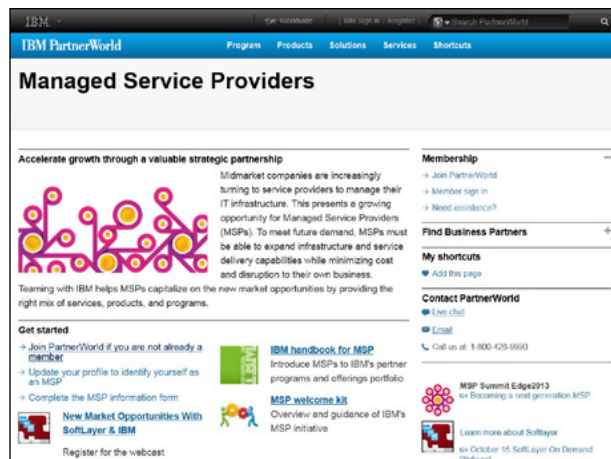 IBM
Worldwide
[ IBM Sign in / Register ]
Search PartnerWorld
IBM PartnerWorld
Program
Products
Solutions
Services
Shortcuts
Managed Service Providers
Accelerate growth through a valuable strategic partnership
Midmarket companies are increasingly
turning to service providers to manage their
IT infrastructure. This presents a growing
opportunity for Managed Service Providers
(MSPs). To meet future demand, MSPs must
be able to expand infrastructure and service
delivery capabilities while minimizing cost
and disruption to their own business.
Teaming with IBM helps MSPs capitalize on the new market opportunities by providing the
right mix of services, products, and programs.
Get started
Join PartnerWorld if you are not already a
member
Update your profile to identify yourself as
an MSP
Complete the MSP information form
New Market Opportunities With
SoftLayer & IBM
Register for the webcast
IBM handbook for MSP
Introduce MSPs to IBM's partner
programs and offerings portfolio
MSP welcome kit
Overview and guidance of IBM's
MSP initiative
Membership
Join PartnerWorld
Member sign in
Need assistance?
Find Business Partners
My shortcuts
Add this page
Contact PartnerWorld
Live chat
Email
Call us at: 1-800-426-9990
MSP Summit Edge2013
Becoming a next generation MSP
Learn more about Softlayer
October 15 SoftLayer On Demand